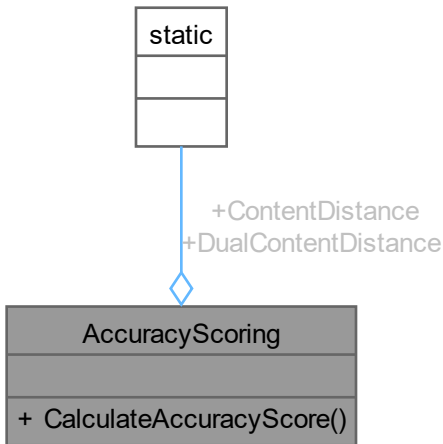 static
+ContentDistance
+DualContentDistance
AccuracyScoring
+ CalculateAccuracyScore()